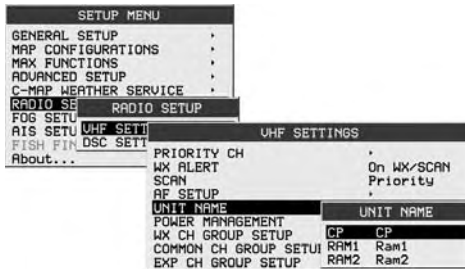 SETUP MENU
GENERAL SETUP
MAP CONFIGURATIONS
MAX FUNCTIONS
ADVANCED SETUP
C-MAP WEATHER SERVICE
RADIO SE
FOG SETU
AIS SETU
FISH FIN
About...
RADIO SETUP
VHF SETT
DSC SETT
VHF SETTINGS
PRIORITY CH
WX ALERT On WX/SCAN
SCAN Priority
AF SETUP
UNIT NAME
POWER MANAGEMENT
WX CH GROUP SETUP
COMMON CH GROUP SETU
EXP CH GROUP SETUP
UNIT NAME
CP CP
RAM1 Ram1
RAM2 Ram2